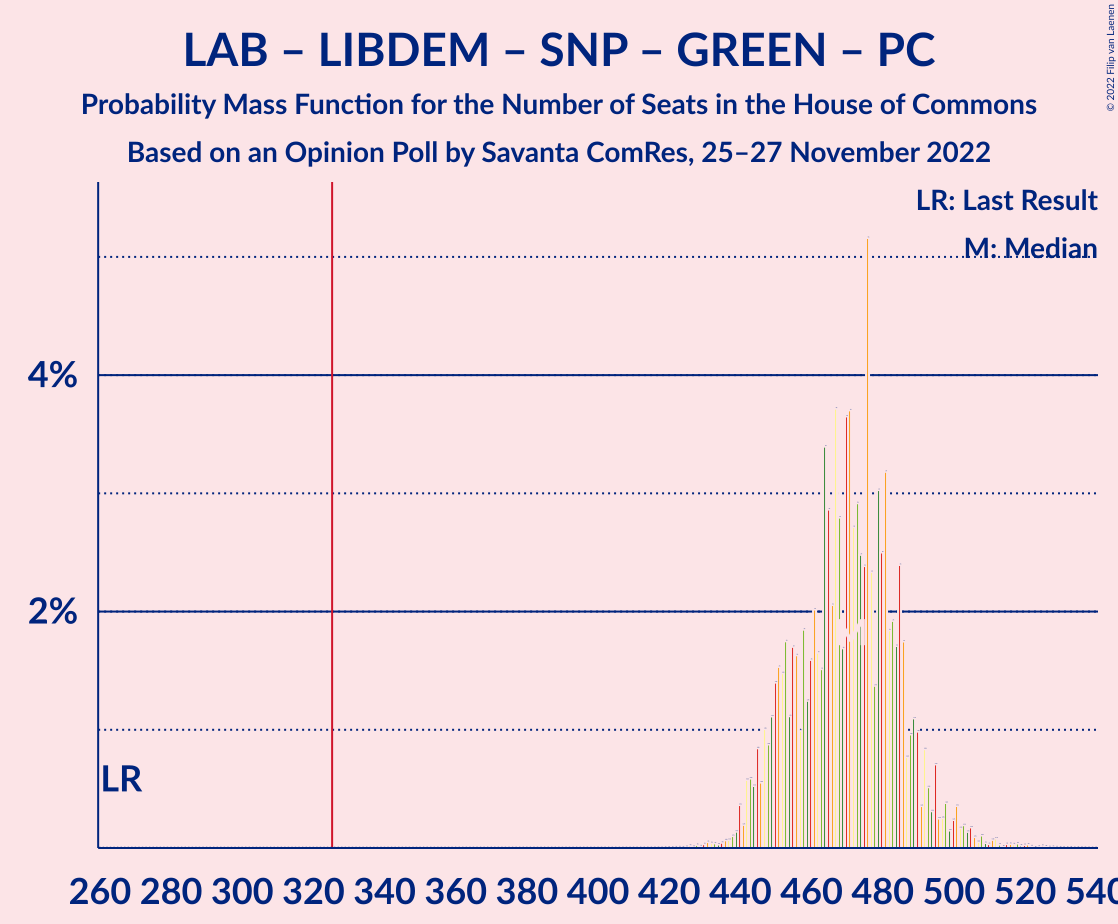 LAB – LIBDEM – SNP – GREEN – PC
Probability Mass Function for the Number of Seats in the House of Commons
Based on an Opinion Poll by Savanta ComRes, 25–27 November 2022
© 2022 Filip van Laenen
LR: Last Result
M: Median
4%
2%
LR
260 280 300 320 340 360 380 400 420 440 460 480 500 520 540